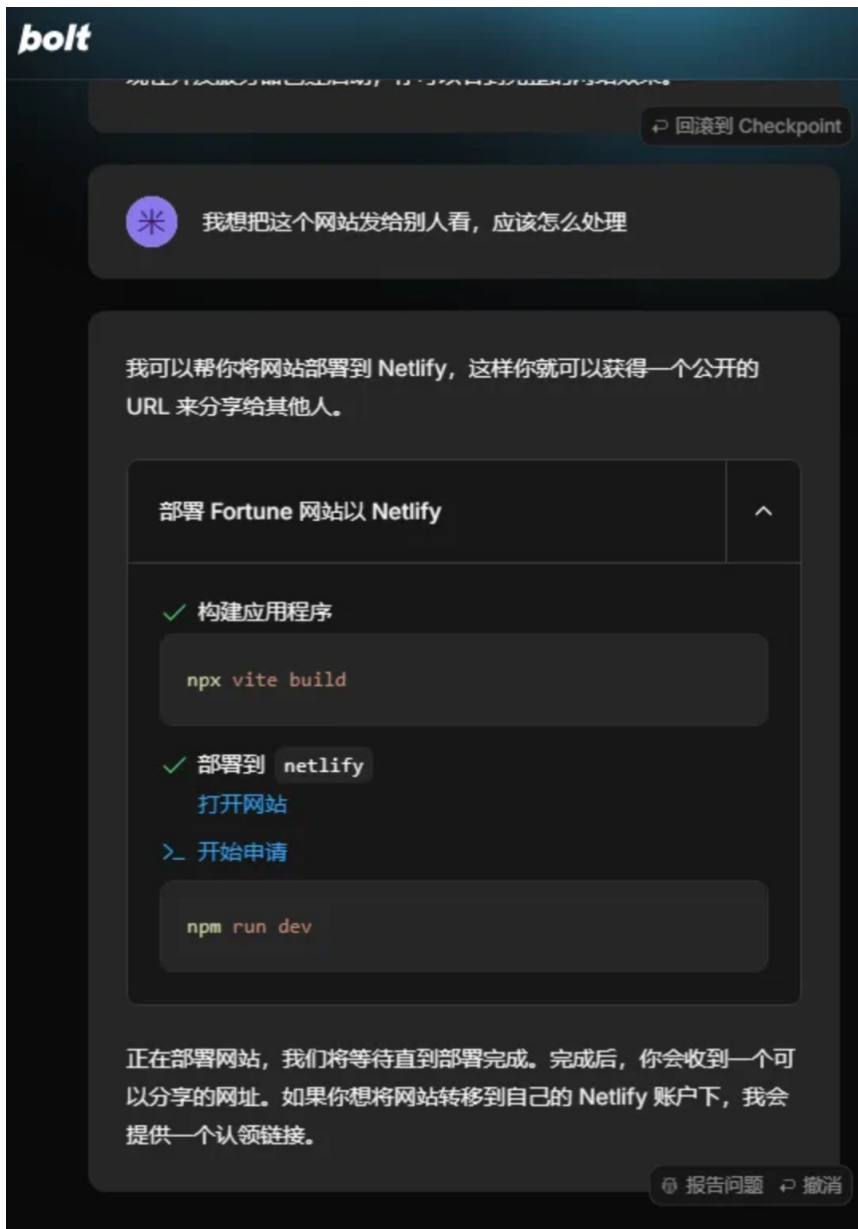 bolt
回滚到 Checkpoint
米
我想把这个网站发给别人看，应该怎么处理
我可以帮你将网站部署到 Netlify，这样你就可以获得一个公开的
URL 来分享给其他人。
部署 Fortune 网站以 Netlify
构建应用程序
npx vite build
部署到 netlify
打开网站
>_ 开始申请
npm run dev
正在部署网站，我们将等待直到部署完成。完成后，你会收到一个可
以分享的网址。如果你想将网站转移到自己的 Netlify 账户下，我会
提供一个认领链接。
报告问题 撤消